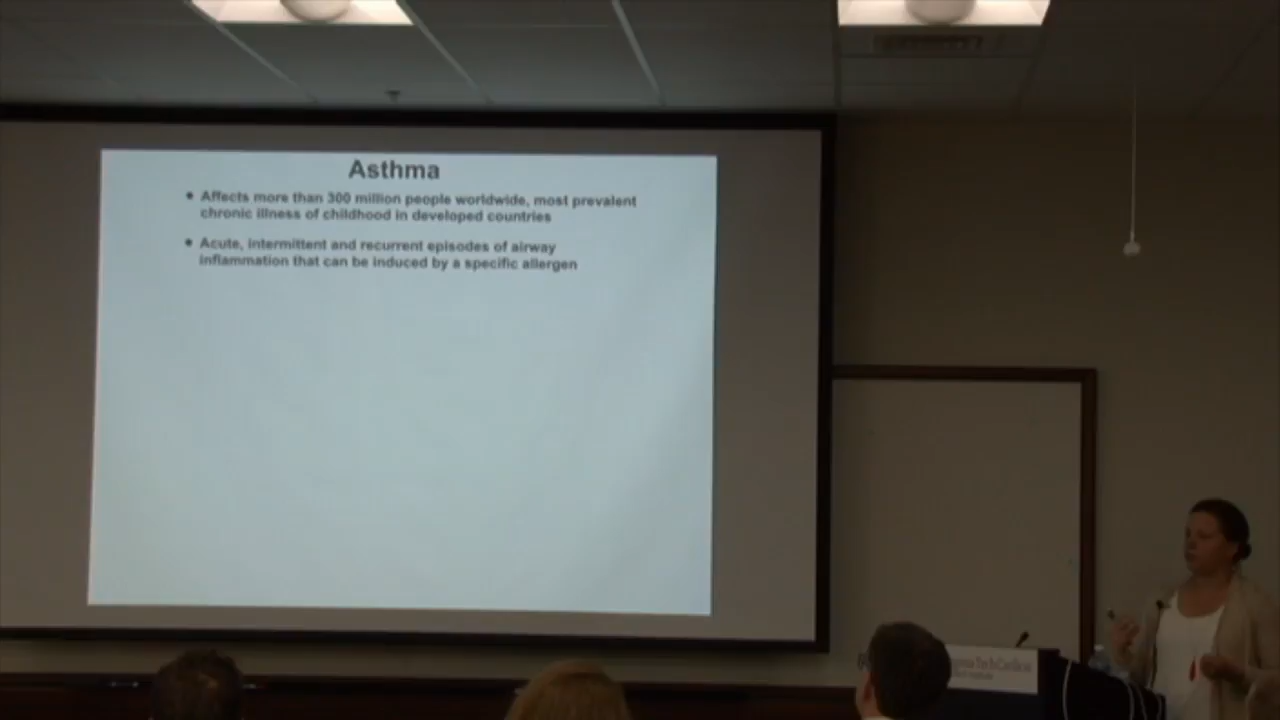 Asthma
Affects more than 300 million people worldwide, most prevalent
chronic illness of childhood in developed countries
Acute, intermittent and recurrent episodes of airway
inflammation that can be induced by a specific allergen